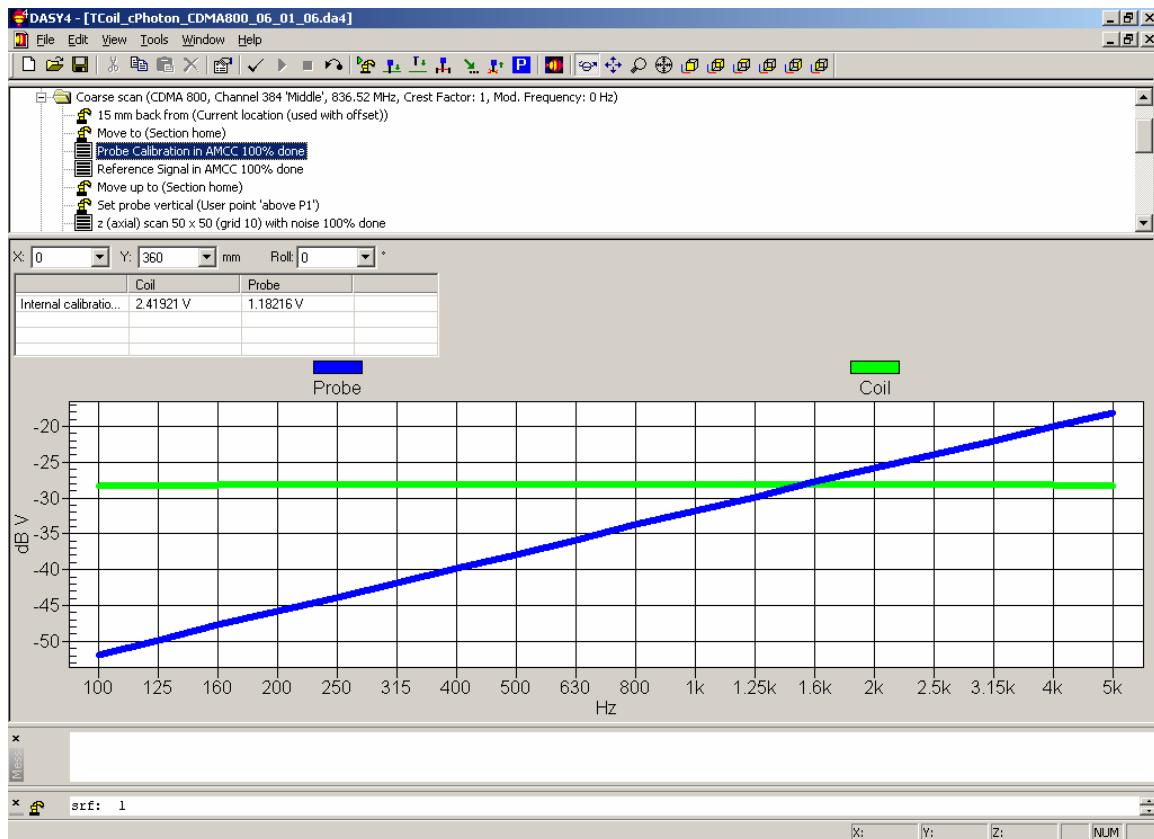 DASY4 - [TCoil_cPhoton_CDMA800_06_01_06.da4]
File Edit View Tools Window Help
P
Coarse scan (CDMA 800, Channel 384 'Middle', 836.52 MHz, Crest Factor: 1, Mod. Frequency: 0 Hz)
15 mm back from (Current location (used with offset))
Move to (Section home)
Probe Calibration in AMCC 100% done
Reference Signal in AMCC 100% done
Move up to (Section home)
Set probe vertical (User point 'above P1')
z (axial) scan 50 x 50 (grid 10) with noise 100% done
X: 0 Y: 360 mm Roll: 0 °
Coil Probe
Internal calibratio... 2.41921 V 1.18216 V
Probe Coil
-20
-25
-30
-35
-40
-45
-50
dB V
100 125 160 200 250 315 400 500 630 800 1k 1.25k 1.6k 2k 2.5k 3.15k 4k 5k
Hz
Mess
srf: 1
X: Y: Z: NUM